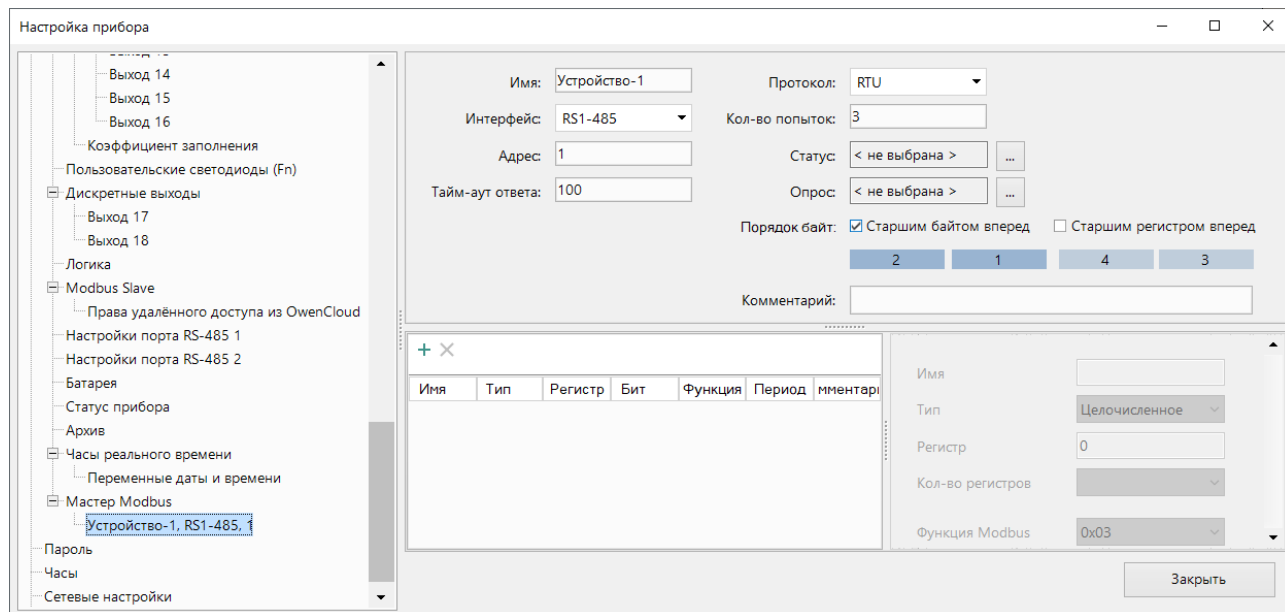 Настройка прибора
Выход 14
Выход 15
Выход 16
Коэффициент заполнения
Пользовательские светодиоды (Fn)
Дискретные выходы
Выход 17
Выход 18
Логика
Modbus Slave
Права удалённого доступа из OwenCloud
Настройки порта RS-485 1
Настройки порта RS-485 2
Батарея
Статус прибора
Архив
Часы реального времени
Переменные даты и времени
Мастер Modbus
Устройство-1, RS1-485, 1
Пароль
Часы
Сетевые настройки
Имя: Устройство-1 Протокол: RTU
Интерфейс: RS1-485 Кол-во попыток: 3
Адрес: 1 Статус: < не выбрана > ...
Тайм-аут ответа: 100 Опрос: < не выбрана > ...
Порядок байт: Старшим байтом вперед Старшим регистром вперед
2 1 4 3
Комментарий:
Имя Тип Регистр Бит Функция Период мментари
Имя
Тип Целочисленное
Регистр 0
Кол-во регистров
Функция Modbus 0x03
Закрыть